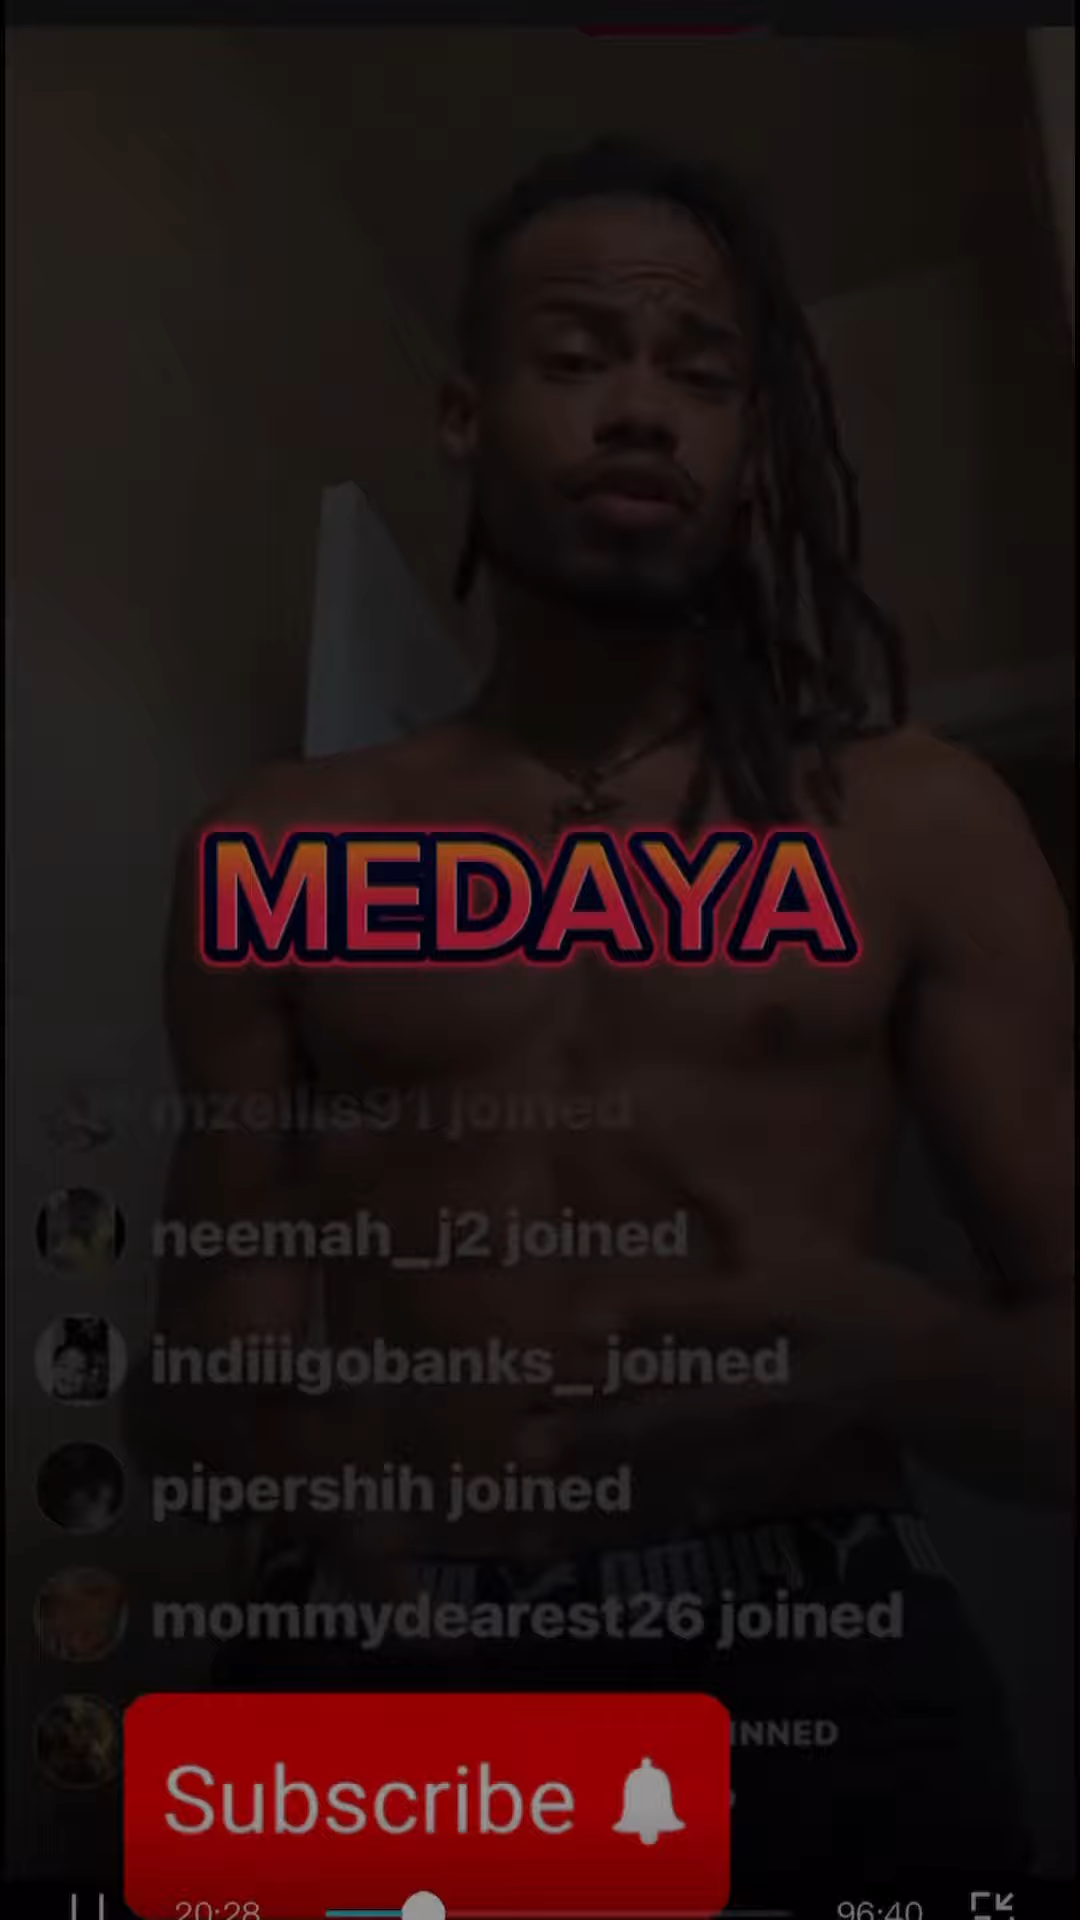 MEDAYA
mzellis91 joined
neemah_j2 joined
indiiigobanks_ joined
pipershih joined
mommydearest26 joined
INNED
Subscribe
20:28
96:40